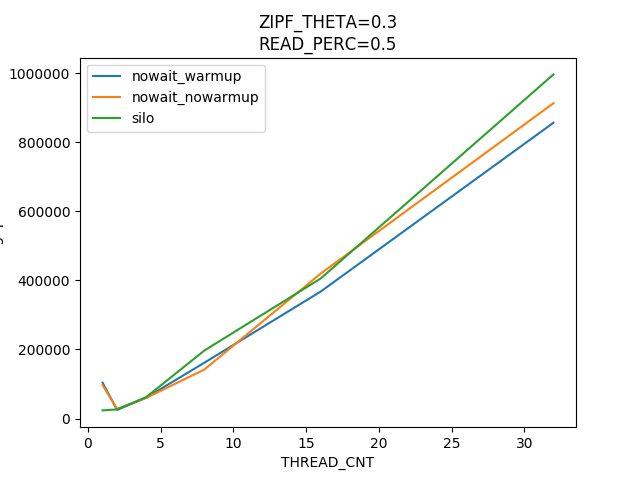 ZIPF_THETA=0.3
READ_PERC=0.5
1000000
800000
600000
400000
200000
0
nowait_warmup
nowait_nowarmup
silo
0 5 10 15 20 25 30
THREAD_CNT